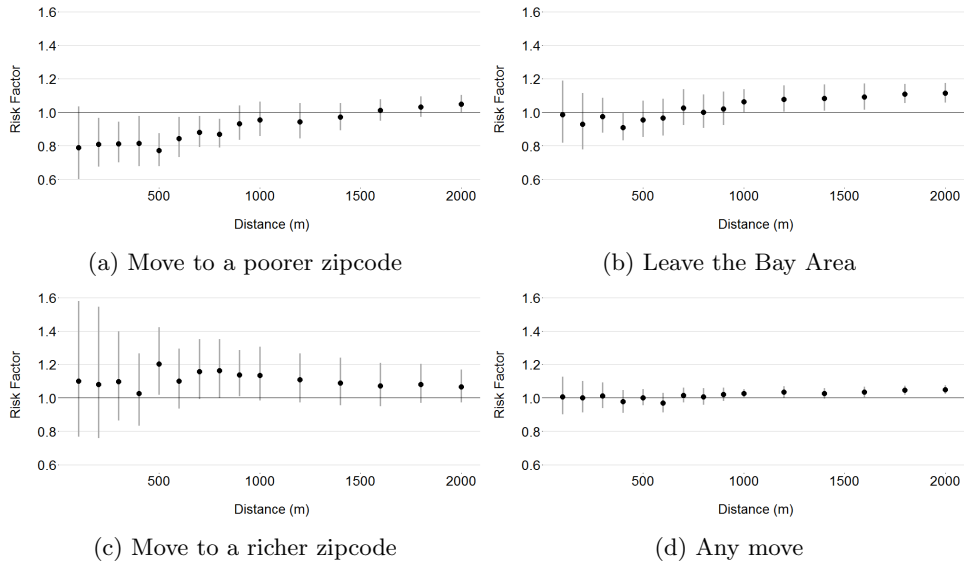 1.6
1.4
1.2
1.0
0.8
0.6
Risk Factor
500 1000 1500 2000
Distance (m)
(a) Move to a poorer zipcode
1.6
1.4
1.2
1.0
0.8
0.6
Risk Factor
500 1000 1500 2000
Distance (m)
(b) Leave the Bay Area
1.6
1.4
1.2
1.0
0.8
0.6
Risk Factor
500 1000 1500 2000
Distance (m)
(c) Move to a richer zipcode
1.6
1.4
1.2
1.0
0.8
0.6
Risk Factor
500 1000 1500 2000
Distance (m)
(d) Any move